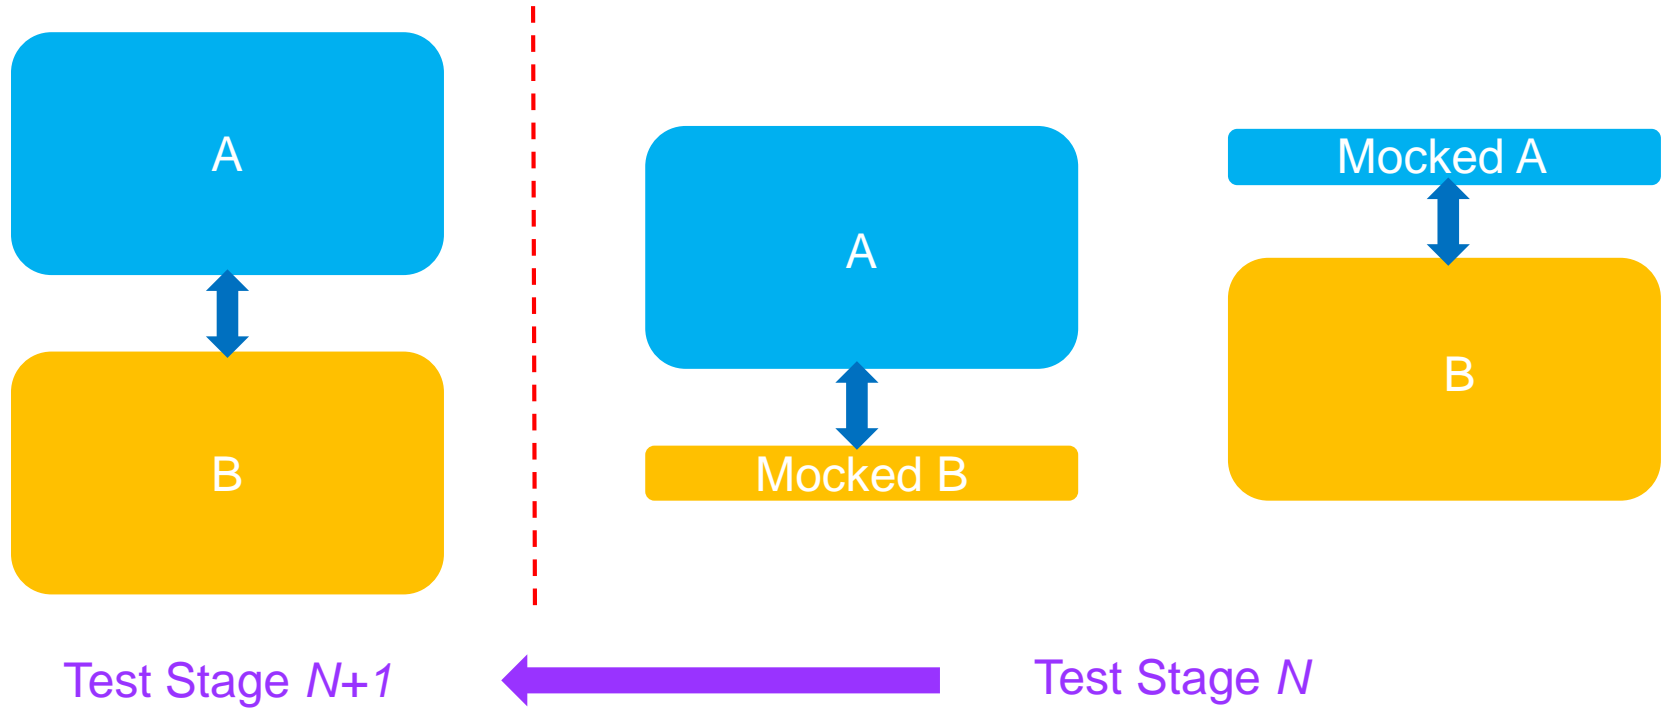 A
B
A
Mocked B
Mocked A
B
Test Stage N+1
Test Stage N